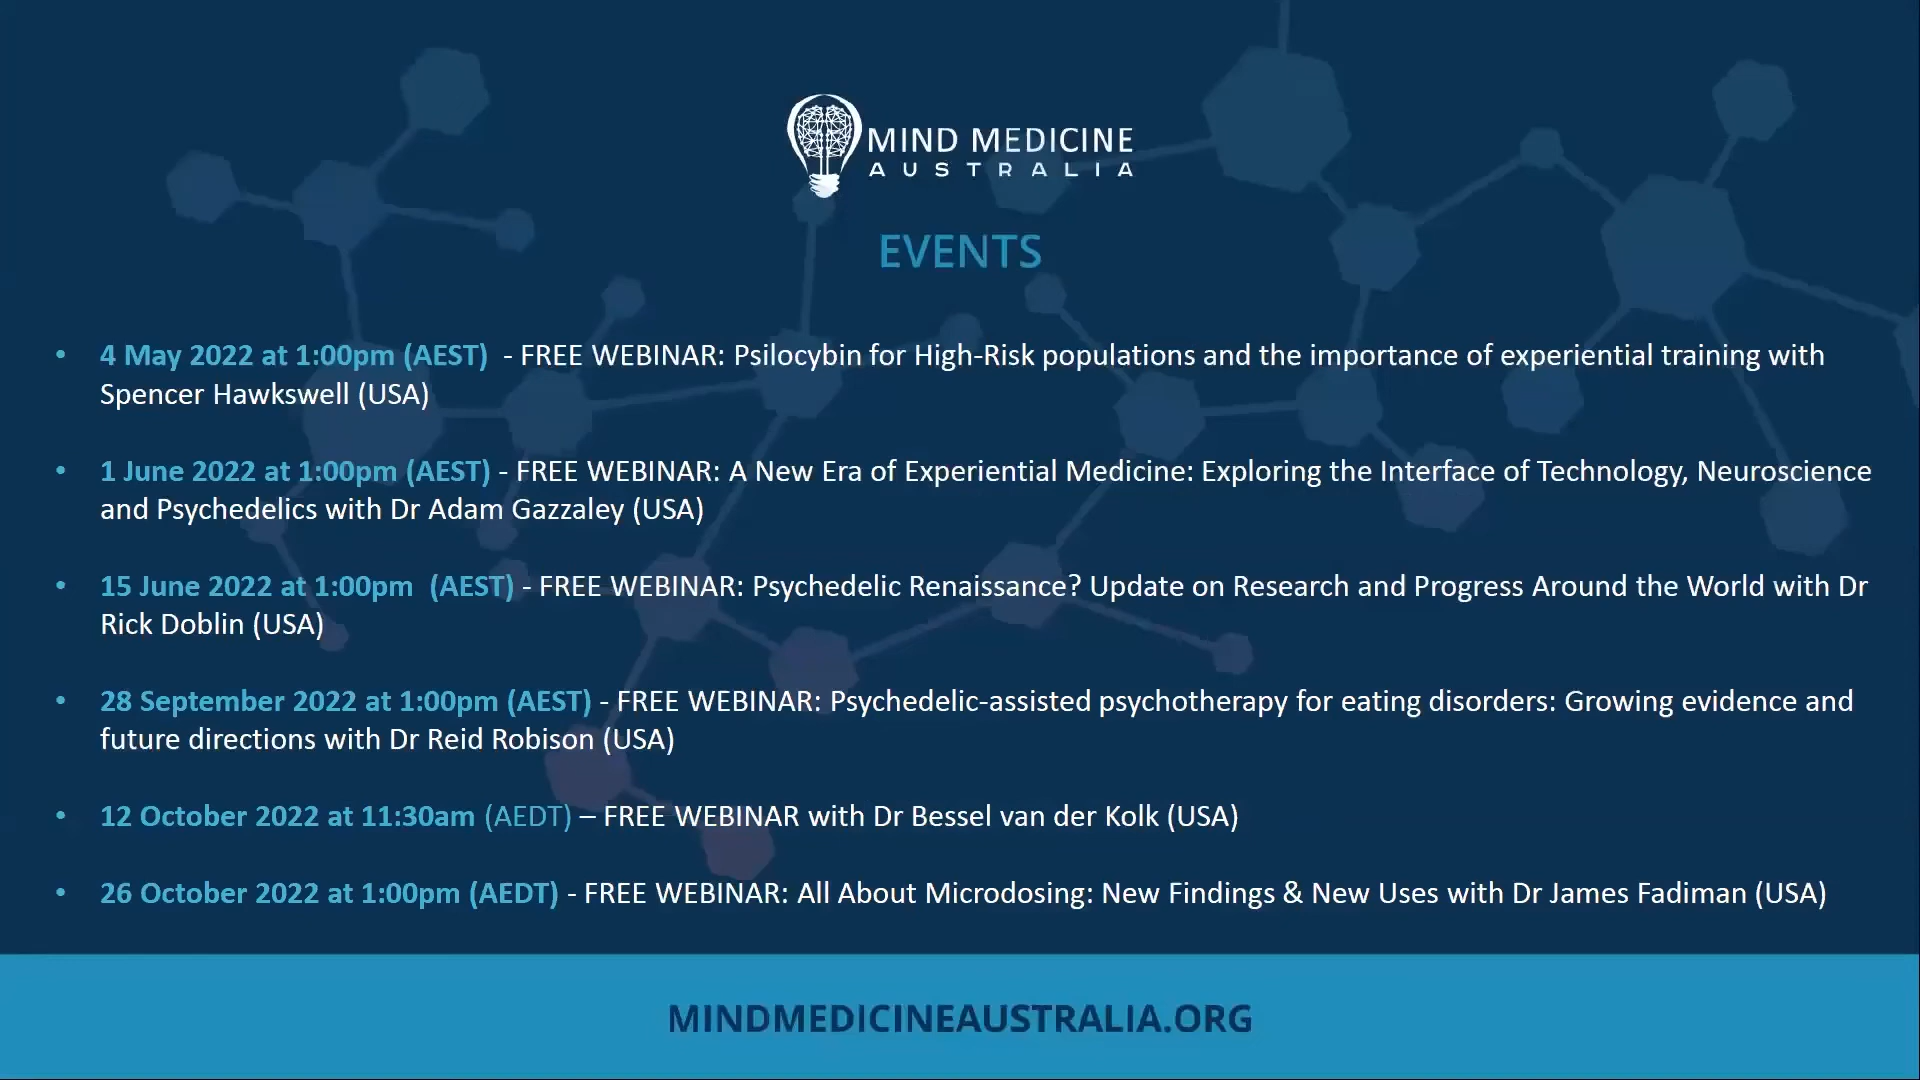 MIND MEDICINE
AUSTRALIA
EVENTS
• 4 May 2022 at 1:00pm (AEST)  - FREE WEBINAR: Psilocybin for High-Risk populations and the importance of experiential training with
Spencer Hawkswell (USA)
• 1 June 2022 at 1:00pm (AEST) - FREE WEBINAR: A New Era of Experiential Medicine: Exploring the Interface of Technology, Neuroscience
and Psychedelics with Dr Adam Gazzaley (USA)
• 15 June 2022 at 1:00pm  (AEST) - FREE WEBINAR: Psychedelic Renaissance? Update on Research and Progress Around the World with Dr
Rick Doblin (USA)
• 28 September 2022 at 1:00pm (AEST) - FREE WEBINAR: Psychedelic-assisted psychotherapy for eating disorders: Growing evidence and
future directions with Dr Reid Robison (USA)
• 12 October 2022 at 11:30am (AEDT) – FREE WEBINAR with Dr Bessel van der Kolk (USA)
• 26 October 2022 at 1:00pm (AEDT) - FREE WEBINAR: All About Microdosing: New Findings & New Uses with Dr James Fadiman (USA)
MINDMEDICINEAUSTRALIA.ORG